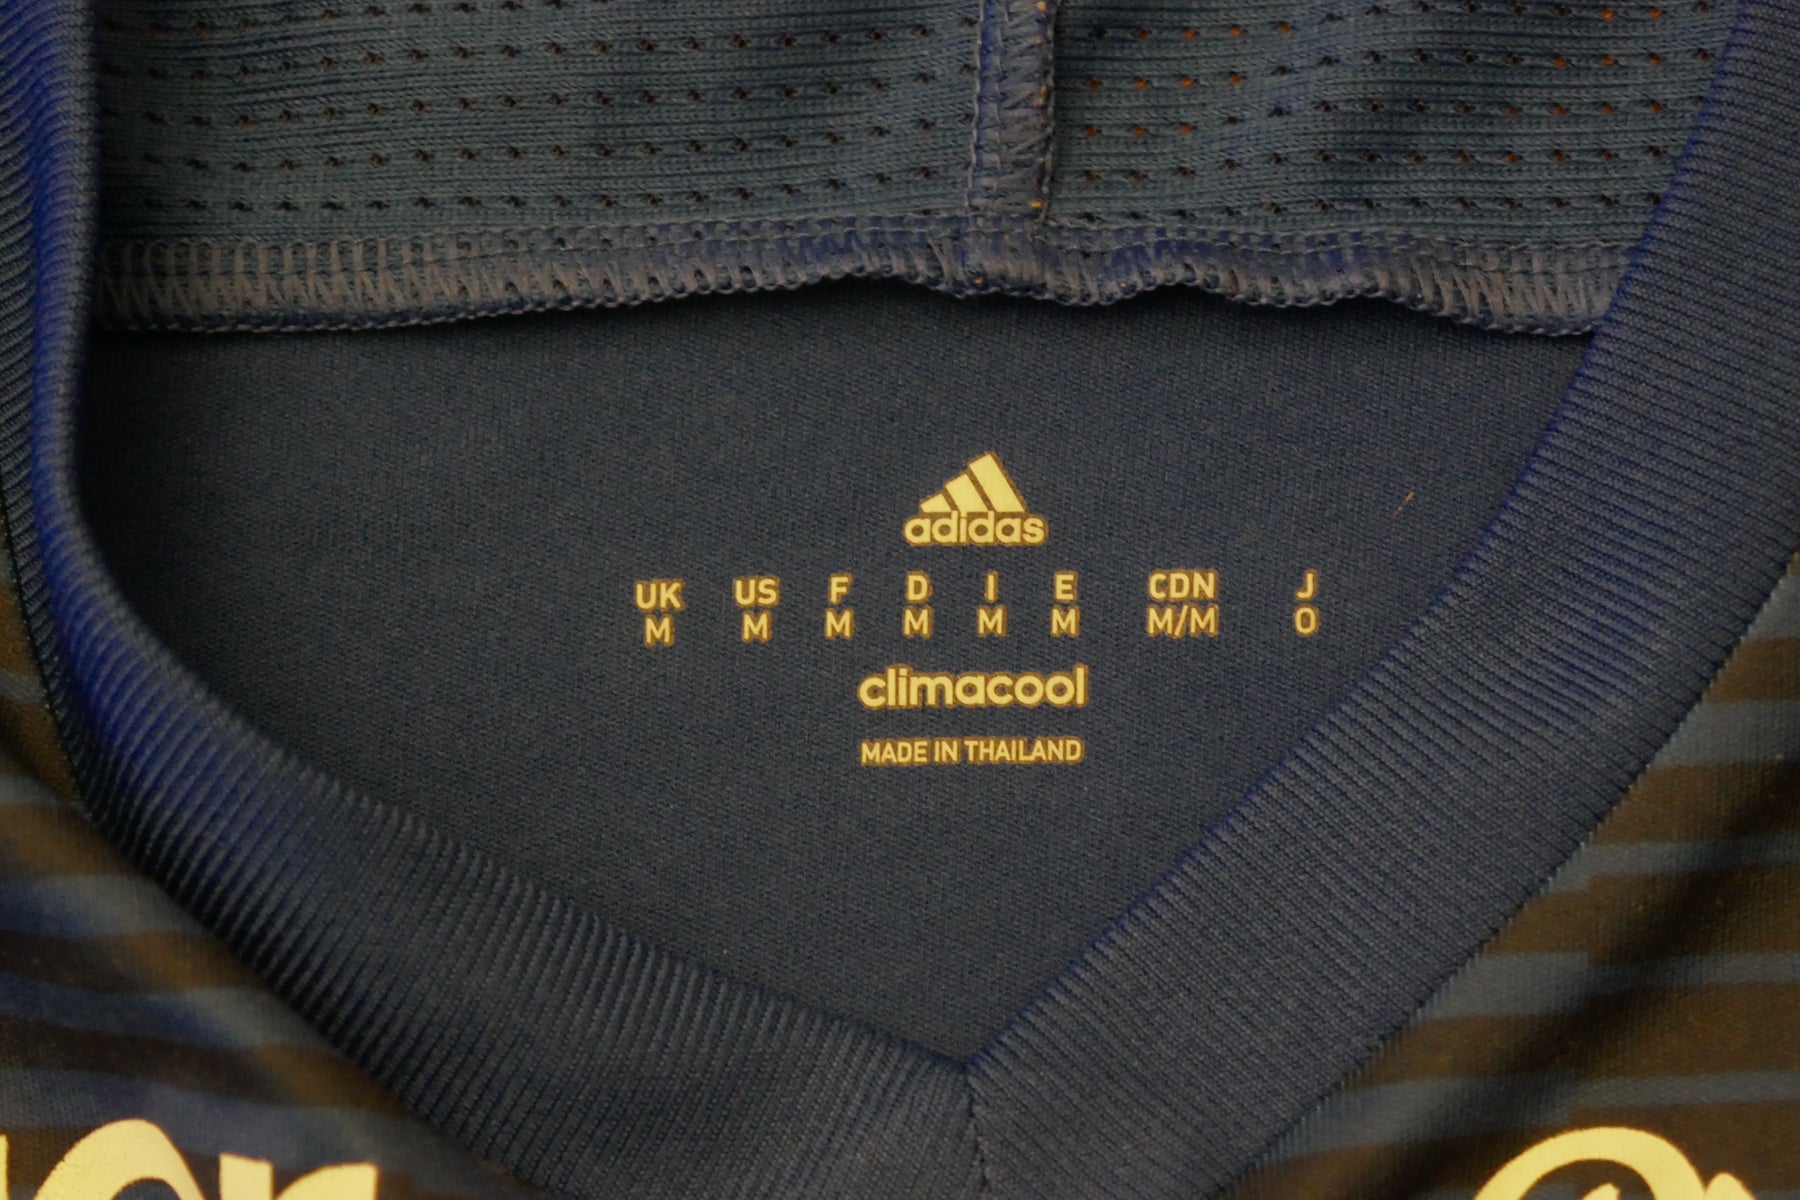 adidas
UK US F D I E CDN J
M M M M M M M/M O
climacool
MADE IN THAILAND